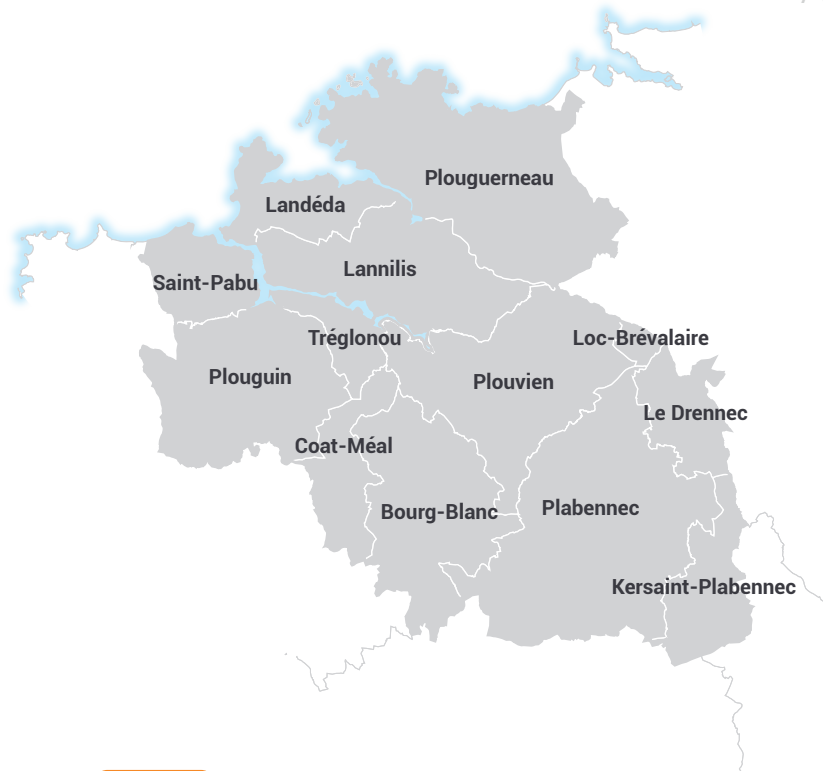 Plouguerneau
Landéda
Lannilis
Saint-Pabu
Tréglonou
Loc-Brévalaire
Plouguin
Plouvien
Le Drennec
Coat-Méal
Bourg-Blanc
Plabennec
Kersaint-Plabennec